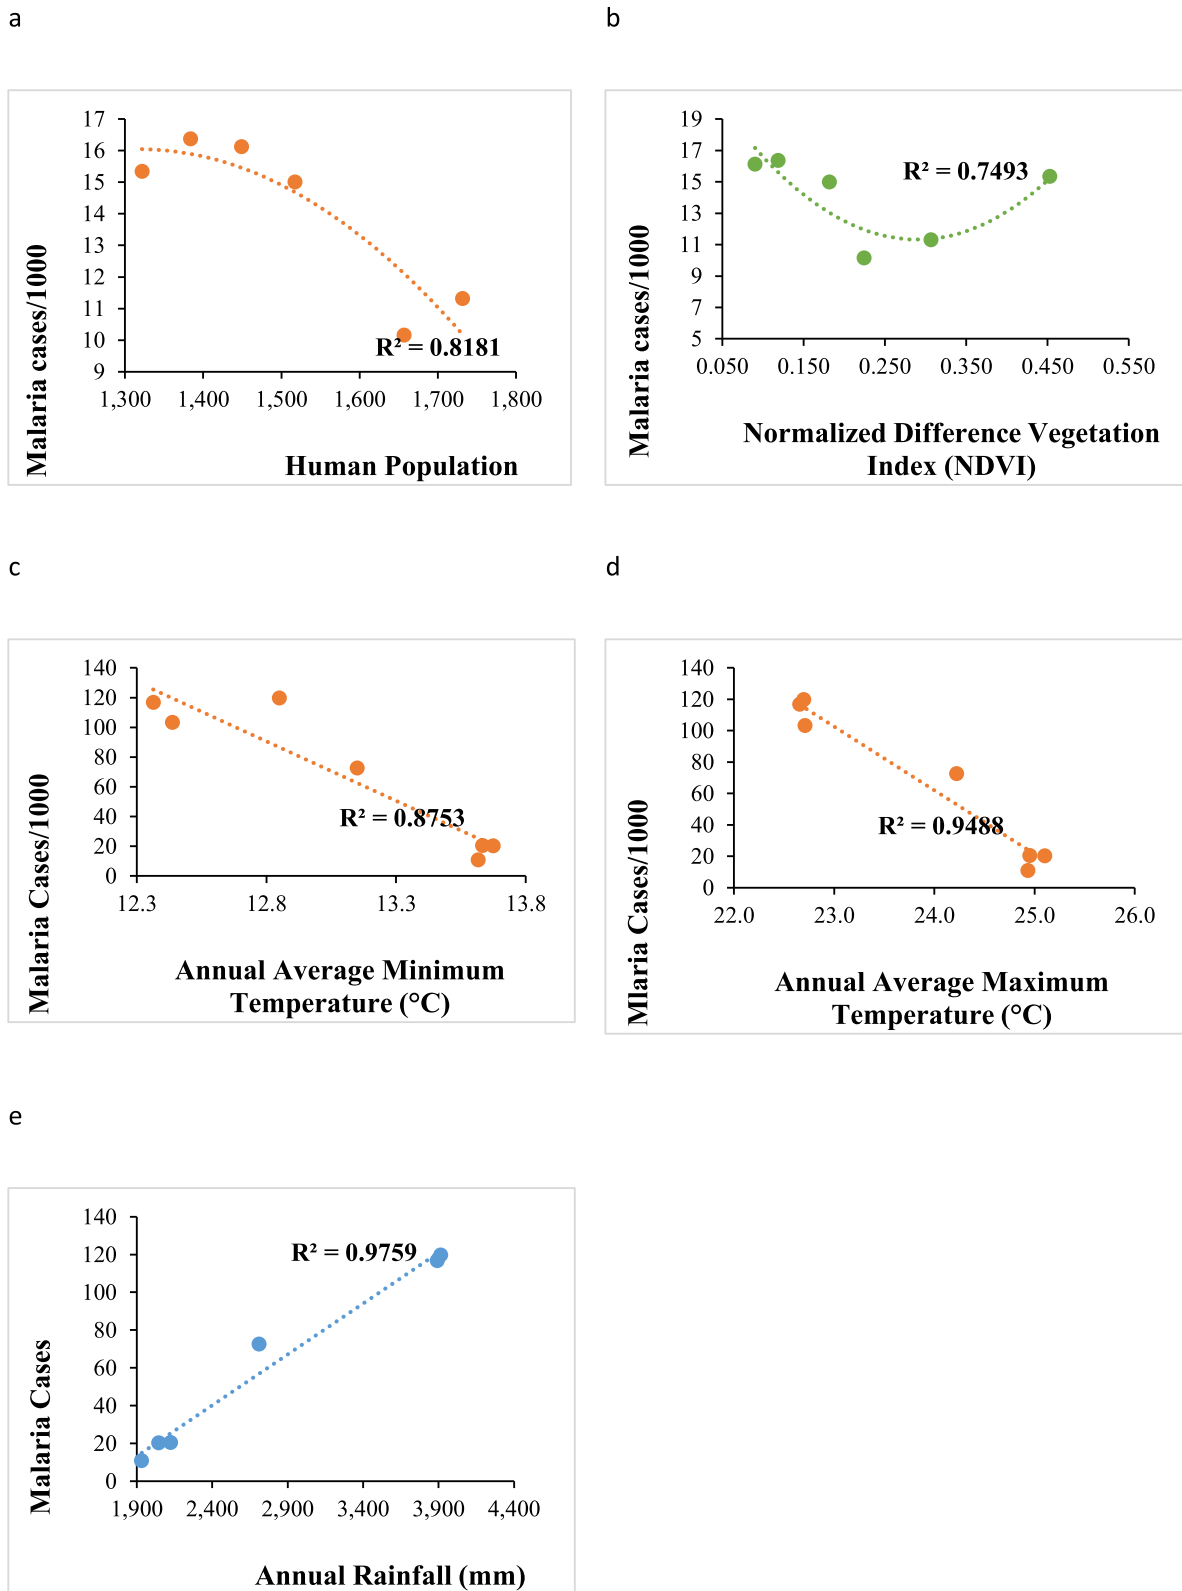 a
b
17
16
15
14
13
12
11
10
9
1,300 1,400 1,500 1,600 1,700 1,800
R² = 0.8181
Malaria cases/1000
Human Population
19
17
15
13
11
9
7
5
0.050 0.150 0.250 0.350 0.450 0.550
R² = 0.7493
Malaria cases/1000
Normalized Difference Vegetation
Index (NDVI)
c
d
140
120
100
80
60
40
20
0
12.3 12.8 13.3 13.8
R² = 0.8753
Malaria Cases/1000
Annual Average Minimum
Temperature (°C)
140
120
100
80
60
40
20
0
22.0 23.0 24.0 25.0 26.0
R² = 0.9488
Mlaria Cases/1000
Annual Average Maximum
Temperature (°C)
e
140
120
100
80
60
40
20
0
1,900 2,400 2,900 3,400 3,900 4,400
R² = 0.9759
Malaria Cases
Annual Rainfall (mm)